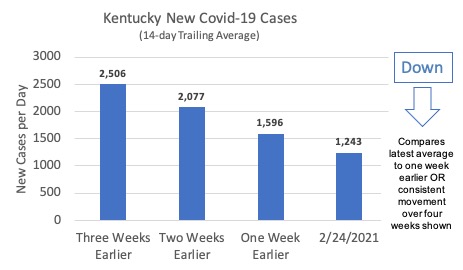 Kentucky New Covid-19 Cases
(14-day Trailing Average)
New Cases per Day
3000
2500
2000
1500
1000
500
0
2,506
2,077
1,596
1,243
Three Weeks
Earlier
Two Weeks
Earlier
One Week
Earlier
2/24/2021
Down
Compares
latest average
to one week
earlier OR
consistent
movement
over four
weeks shown